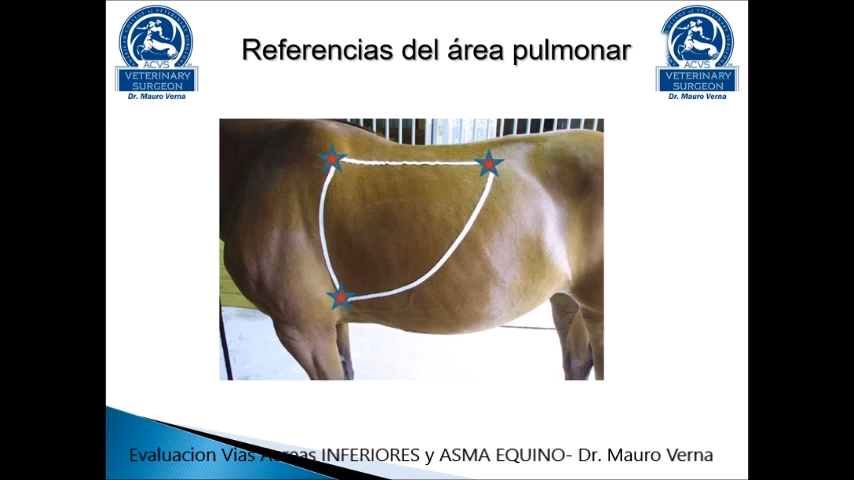 Referencias del área pulmonar
ACVS
VETERINARY
SURGEON
Dr. Mauro Verna
ACVS
VETERINARY
SURGEON
Dr. Mauro Verna
Evaluacion Vias Aereas INFERIORES y ASMA EQUINO- Dr. Mauro Verna